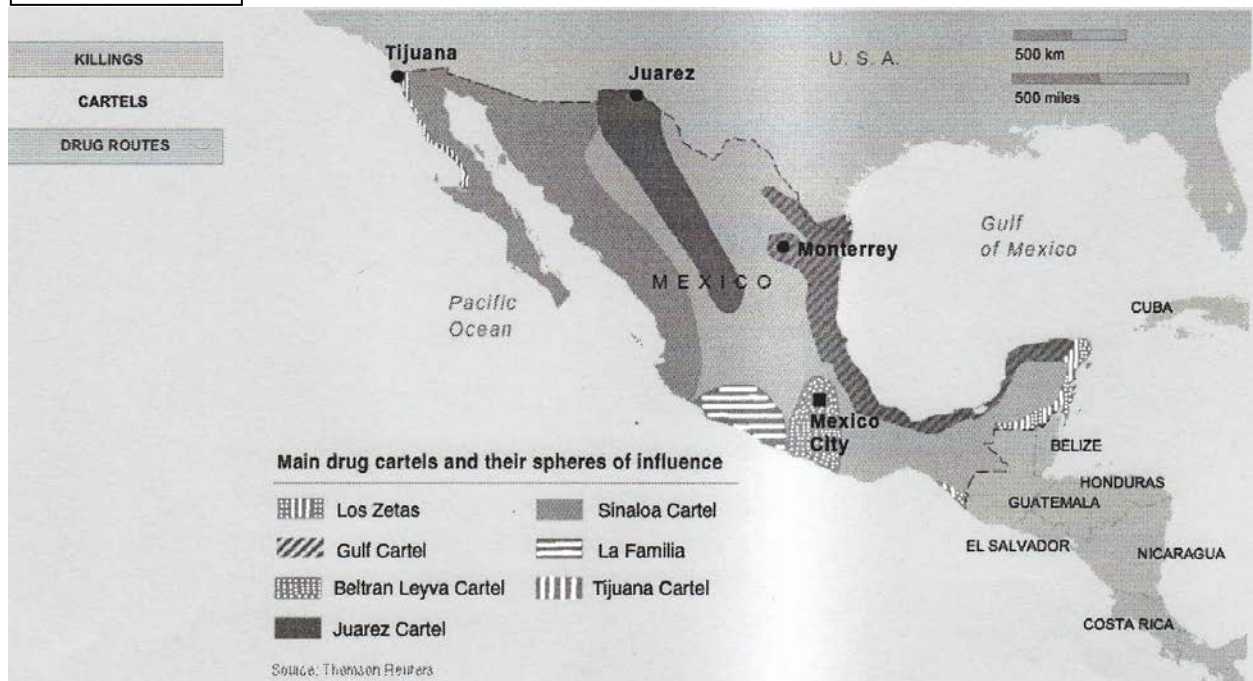 KILLINGS
CARTELS
DRUG ROUTES
Tijuana
Juarez
U. S. A.
500 km
500 miles
Gulf
of Mexico
Monterrey
MEXICO
Pacific
Ocean
CUBA
Mexico
City
BELIZE
HONDURAS
GUATEMALA
EL SALVADOR
NICARAGUA
COSTA RICA
Main drug cartels and their spheres of influence
Los Zetas
Sinaloa Cartel
Gulf Cartel
La Familia
Beltran Leyva Cartel
Tijuana Cartel
Juarez Cartel
Source: Thomson Reuters